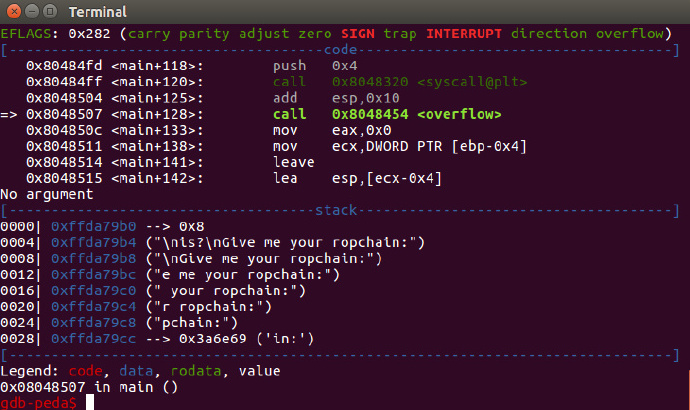 Terminal
EFLAGS: 0x282 (carry parity adjust zero SIGN trap INTERRUPT direction overflow)
[-------------------------------------code-------------------------------------]
   0x80484fd <main+118>:	push   0x4
   0x80484ff <main+120>:	call   0x8048320 <syscall@plt>
   0x8048504 <main+125>:	add    esp,0x10
=> 0x8048507 <main+128>:	call   0x8048454 <overflow>
   0x804850c <main+133>:	mov    eax,0x0
   0x8048511 <main+138>:	mov    ecx,DWORD PTR [ebp-0x4]
   0x8048514 <main+141>:	leave
   0x8048515 <main+142>:	lea    esp,[ecx-0x4]
No argument
[------------------------------------stack-------------------------------------]
0000| 0xffda79b0 --> 0x8
0004| 0xffda79b4 ("\nis?\nGive me your ropchain:")
0008| 0xffda79b8 ("\nGive me your ropchain:")
0012| 0xffda79bc ("e me your ropchain:")
0016| 0xffda79c0 (" your ropchain:")
0020| 0xffda79c4 ("r ropchain:")
0024| 0xffda79c8 ("pchain:")
0028| 0xffda79cc --> 0x3a6e69 ('in:')
[------------------------------------------------------------------------------]
Legend: code, data, rodata, value
0x08048507 in main ()
gdb-peda$